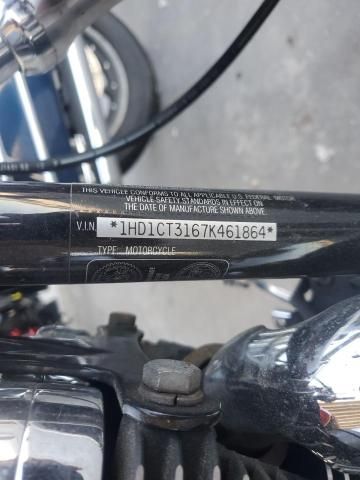 THIS VEHICLE CONFORMS TO ALL APPLICABLE U.S. FEDERAL MOTOR
VEHICLE SAFETY STANDARDS IN EFFECT ON
THE DATE OF MANUFACTURE SHOWN ABOVE.
V.I.N. *1HD1CT3167K461864*
TYPE: MOTORCYCLE